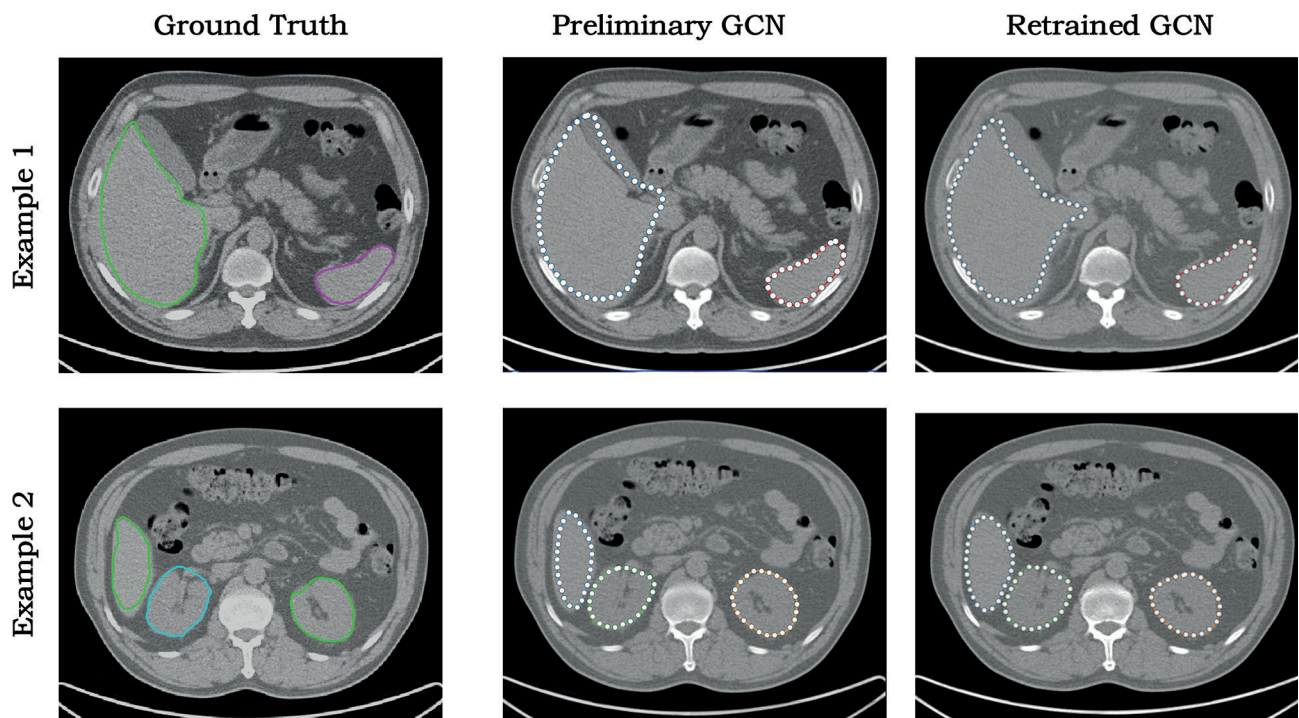 Ground Truth
Preliminary GCN
Retrained GCN
Example 1
Example 2